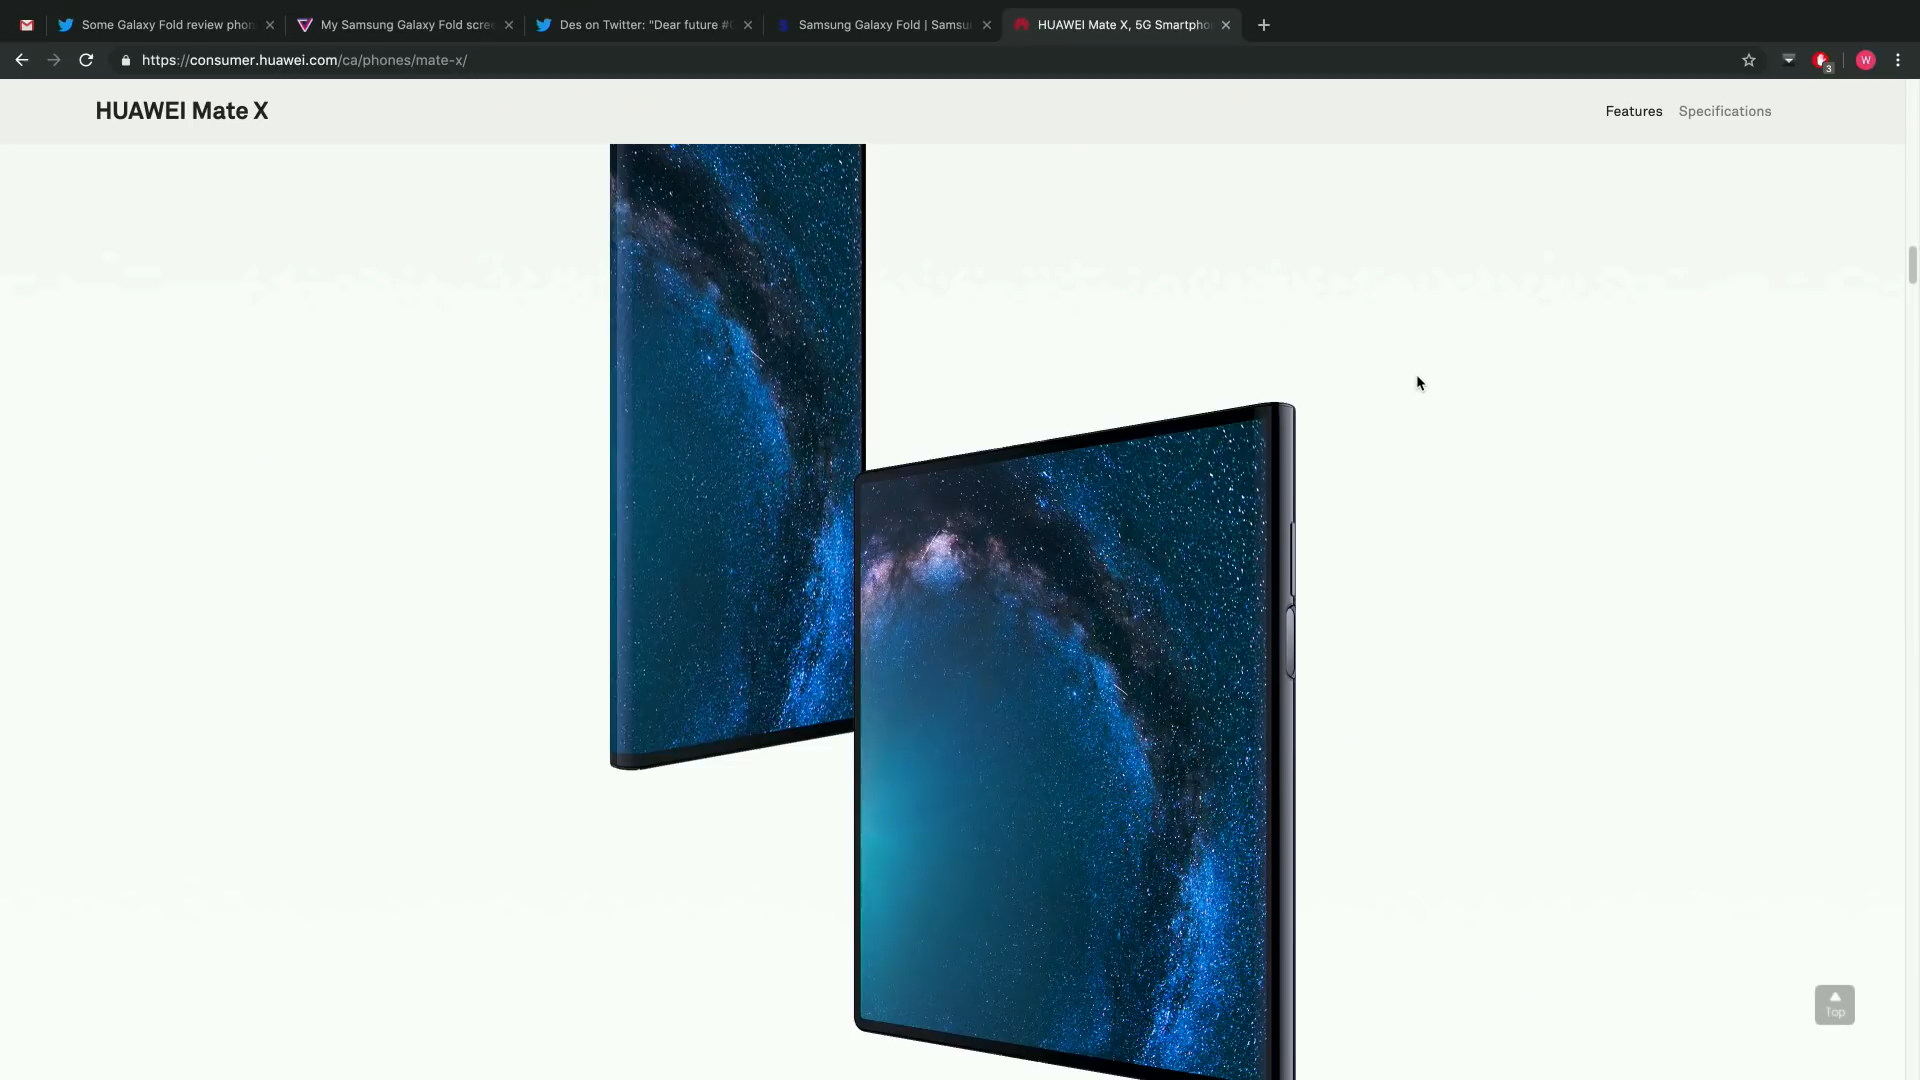 Some Galaxy Fold review phon
My Samsung Galaxy Fold scre
Des on Twitter: "Dear future #
Samsung Galaxy Fold | Samsu
HUAWEI Mate X, 5G Smartpho
https://consumer.huawei.com/ca/phones/mate-x/
3
W
HUAWEI Mate X
Features
Specifications
Top